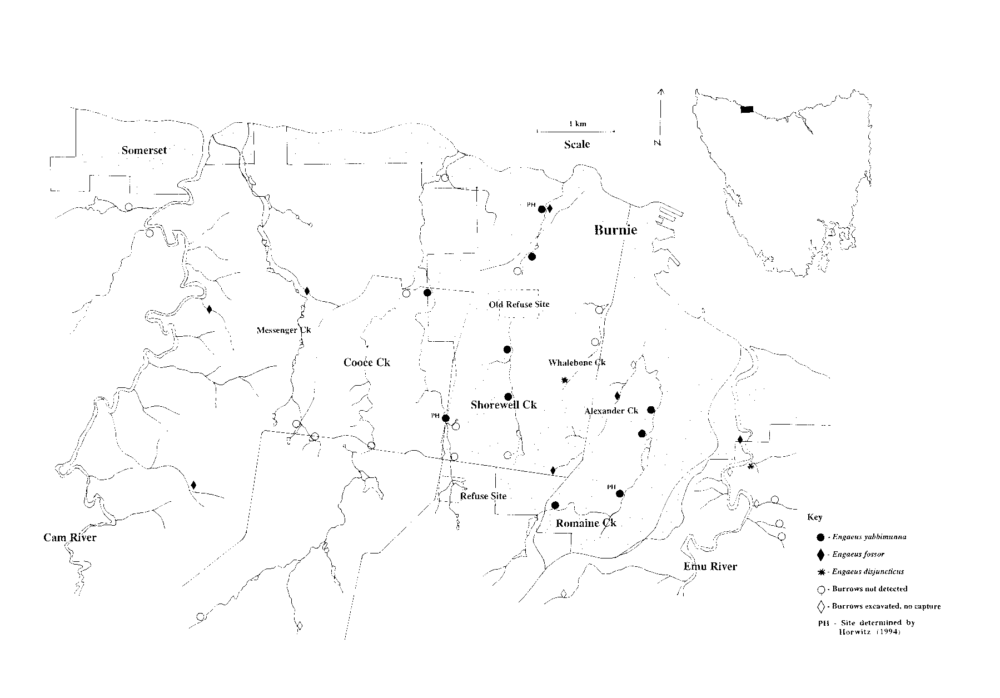 1 km
Scale
N
Somerset
PH
Burnie
Old Refuse Site
Messenger Ck
Cooée Ck
Whalebone Ck
Shorewell Ck
Alexander Ck
PH
PH
Refuse Site
Romaine Ck
Cam River
Emu River
Key
- Engaeus yabbimunna
- Engaeus fossor
- Engaeus disjuncticus
- Burrows not detected
- Burrows excavated, no capture
PH - Site determined by
Horwitz (1994)